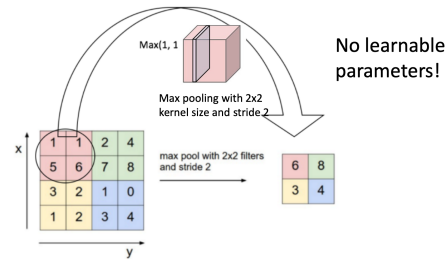 Max(1, 1
No learnable
parameters!
Max pooling with 2x2
kernel size and stride 2
x
1 1 2 4
5 6 7 8
3 2 1 0
1 2 3 4
max pool with 2x2 filters
and stride 2
6 8
3 4
y